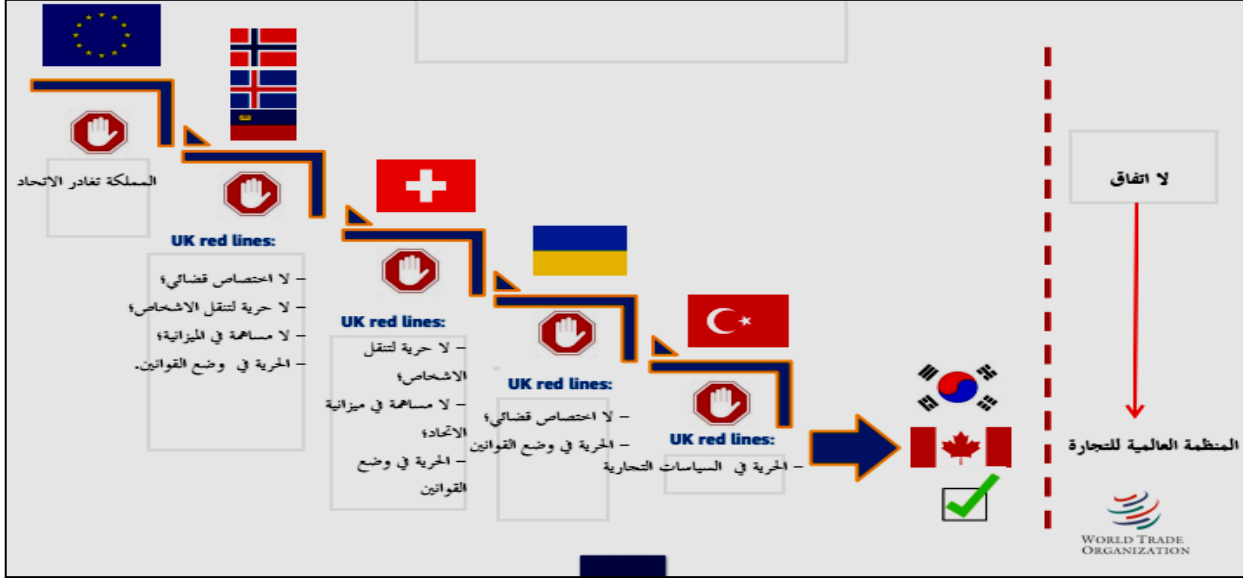 المملكة تغادر الاتحاد
UK red lines:
– لا اختصاص قضائي؛
– لا حرية لتنقل الاشخاص؛
– لا مساهمة في الميزانية؛
– الحرية في وضع القوانين.
UK red lines:
– لا حرية لتنقل
الاشخاص؛
– لا مساهمة في ميزانية
الاتحاد؛
– الحرية في وضع
القوانين
UK red lines:
– لا اختصاص قضائي؛
– الحرية في وضع القوانين
UK red lines:
– الحرية في السياسات التجارية
لا اتفاق
المنظمة العالمية للتجارة
WORLD TRADE
ORGANIZATION